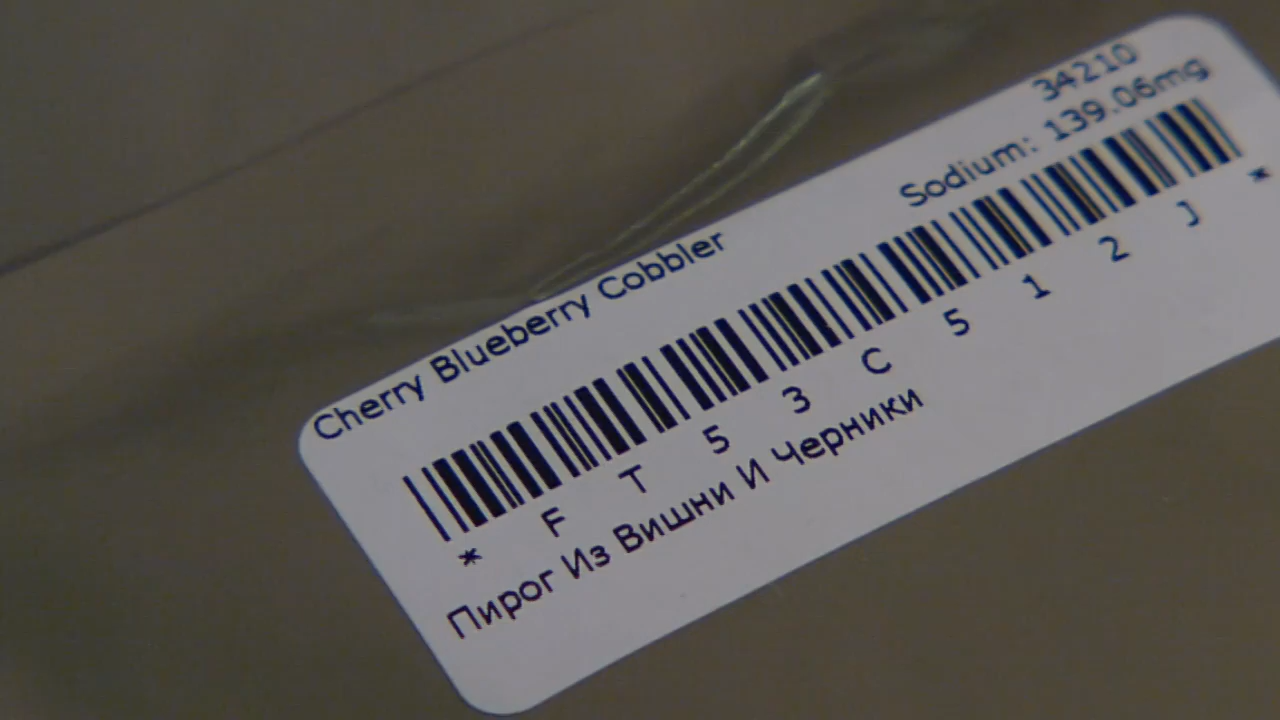 34210
Sodium: 139.06mg
Cherry Blueberry Cobbler
* F T 5 3 C 5 1 2 J *
Пирог Из Вишни И Черники